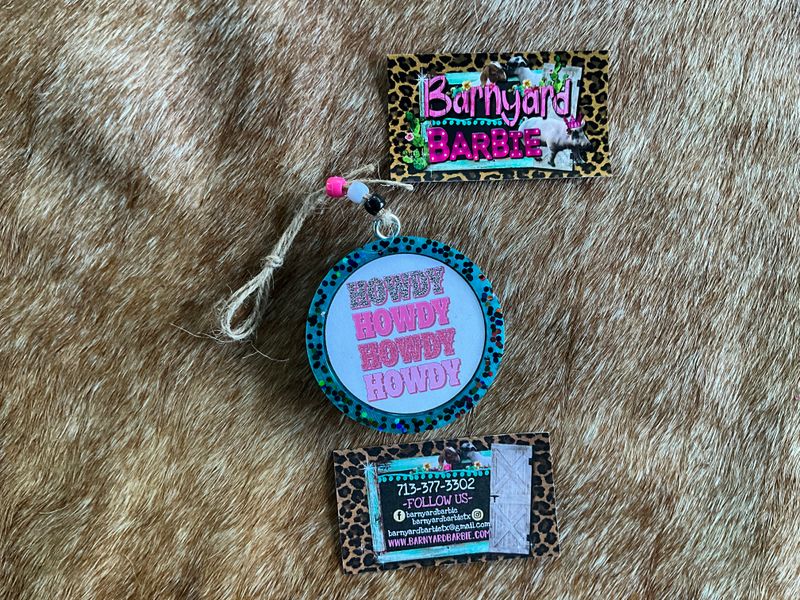 Barnyard
BARBIE
HOWDY
HOWDY
HOWDY
HOWDY
713-377-3302
-FOLLOW US-
barnyardbarbie
barnyardbarbietx
barnyardbarbietx@gmail.com
WWW.BARNYARDBARBIE.COM